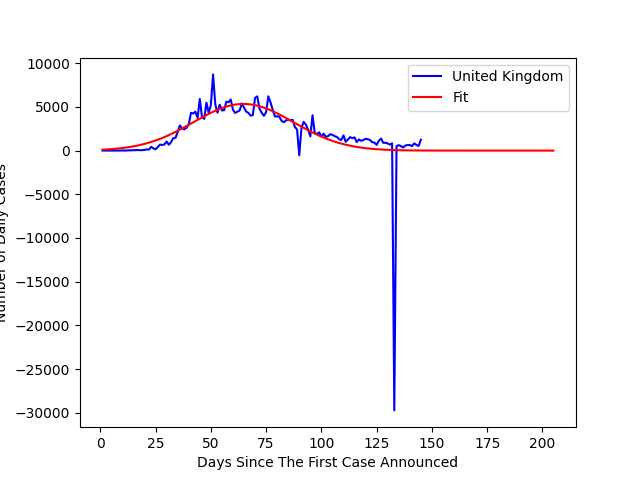 10000
5000
0
−5000
−10000
−15000
−20000
−25000
−30000
Number of Daily Cases
0 25 50 75 100 125 150 175 200
Days Since The First Case Announced
United Kingdom
Fit